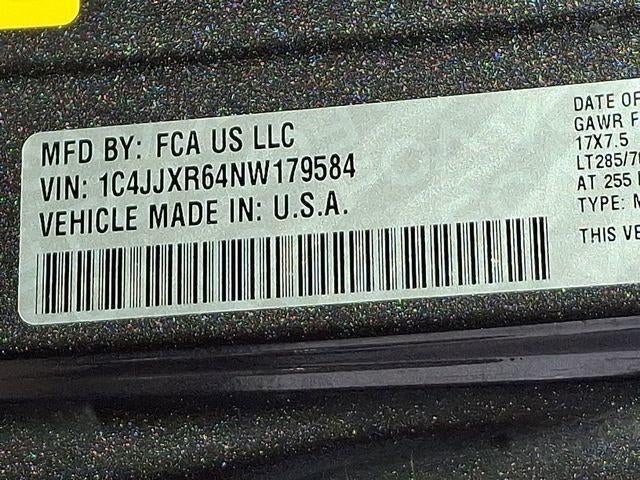 MFD BY: FCA US LLC
VIN: 1C4JJXR64NW179584
VEHICLE MADE IN: U.S.A.
DATE OF
GAWR F
17X7.5
LT285/70
AT 255
TYPE:
THIS VE